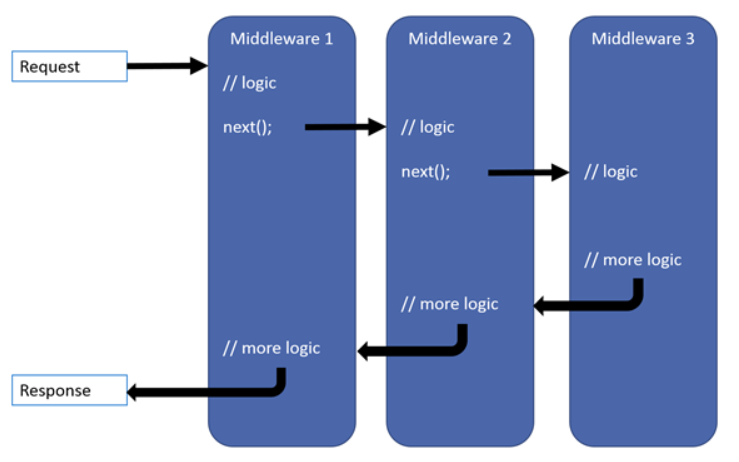 Middleware 1
Middleware 2
Middleware 3
Request
// logic
next();
// logic
next();
// logic
// more logic
// more logic
// more logic
Response